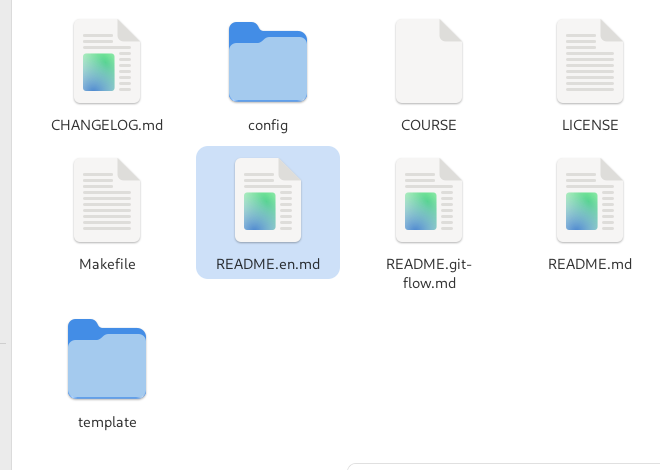 CHANGELOG.md
config
COURSE
LICENSE
Makefile
README.en.md
README.git-
flow.md
README.md
template